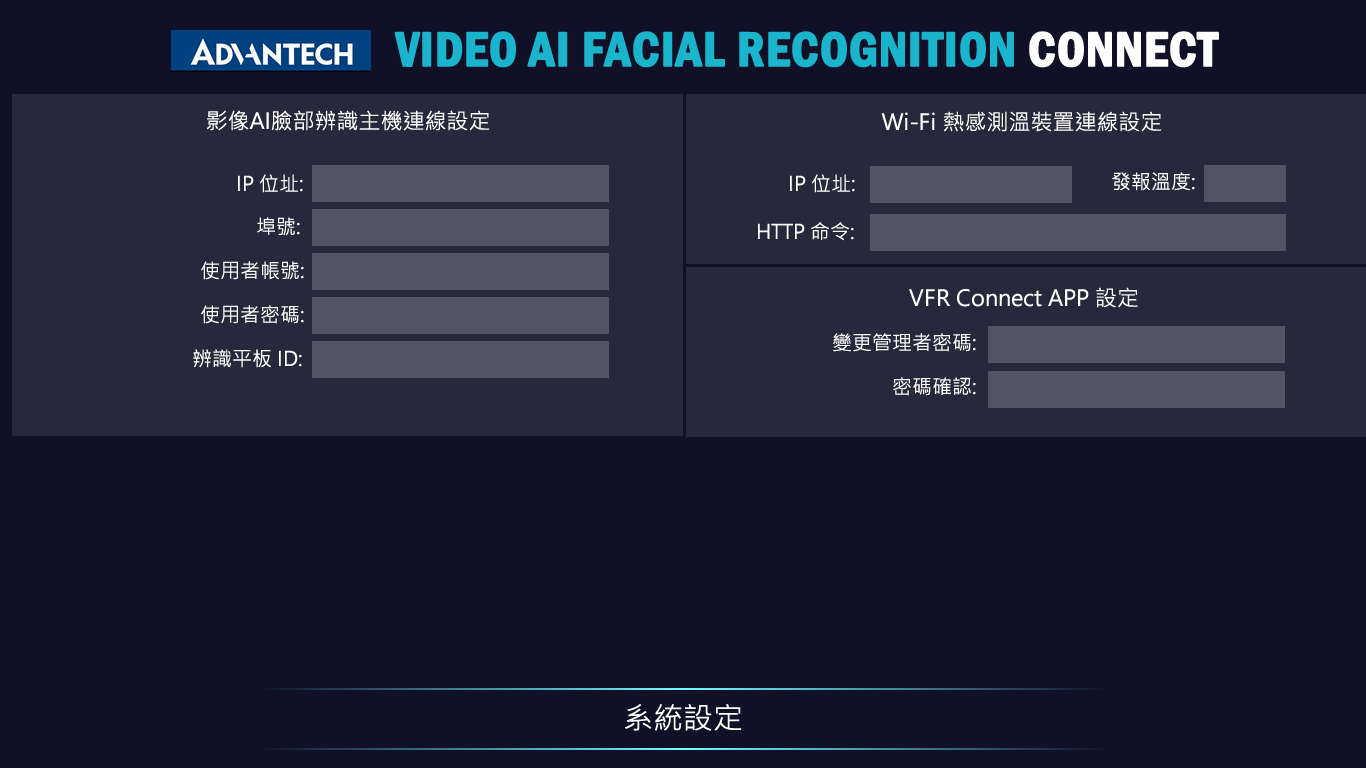 ADVANTECH VIDEO AI FACIAL RECOGNITION CONNECT
影像AI臉部辨識主機連線設定
IP 位址:
埠號:
使用者帳號:
使用者密碼:
辨識平板 ID:
Wi-Fi 熱感測溫裝置連線設定
IP 位址: 發報溫度:
HTTP 命令:
VFR Connect APP 設定
變更管理者密碼:
密碼確認:
系統設定